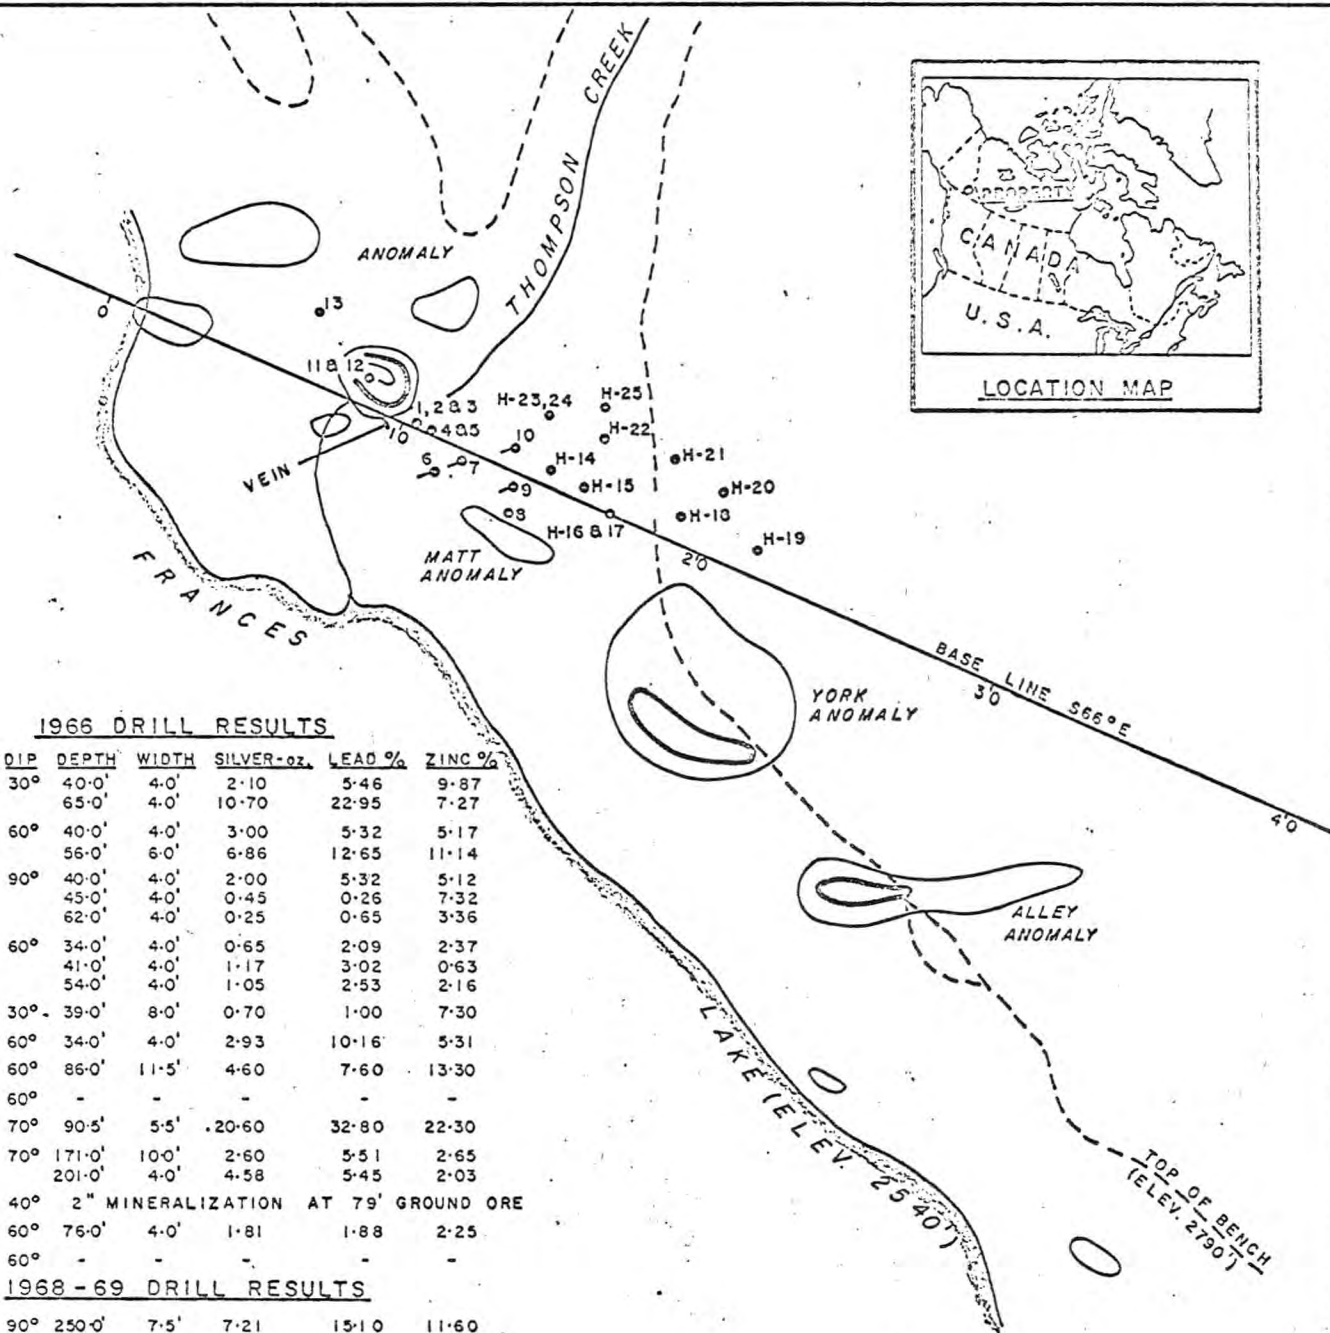 THOMPSON CREEK
ANOMALY
PROPERTY
CANADA
U.S.A.
LOCATION MAP
0
13
11 & 12
1, 2 & 3
4 & 5
10
VEIN
6
7
10
9
8
H-23, 24
H-25
H-22
H-14
H-15
H-16 & 17
H-21
H-20
H-18
H-19
20
MATT
ANOMALY
FRANCES
LAKE (ELEV. 2540')
BASE LINE S66°E
30
40
YORK
ANOMALY
ALLEY
ANOMALY
TOP OF BENCH
(ELEV. 2790')
1966 DRILL RESULTS
DIP DEPTH WIDTH SILVER-oz. LEAD % ZINC %
30° 40·0' 4·0' 2·10 5·46 9·87
65·0' 4·0' 10·70 22·95 7·27
60° 40·0' 4·0' 3·00 5·32 5·17
56·0' 6·0' 6·86 12·65 11·14
90° 40·0' 4·0' 2·00 5·32 5·12
45·0' 4·0' 0·45 0·26 7·32
62·0' 4·0' 0·25 0·65 3·36
60° 34·0' 4·0' 0·65 2·09 2·37
41·0' 4·0' 1·17 3·02 0·63
54·0' 4·0' 1·05 2·53 2·16
30° 39·0' 8·0' 0·70 1·00 7·30
60° 34·0' 4·0' 2·93 10·16 5·31
60° 86·0' 11·5' 4·60 7·60 13·30
60° - - - - -
70° 90·5' 5·5' 20·60 32·80 22·30
70° 171·0' 10·0' 2·60 5·51 2·65
201·0' 4·0' 4·58 5·45 2·03
40° 2" MINERALIZATION AT 79' GROUND ORE
60° 76·0' 4·0' 1·81 1·88 2·25
60° - - - - -
1968-69 DRILL RESULTS
90° 250·0' 7·5' 7·21 15·10 11·60